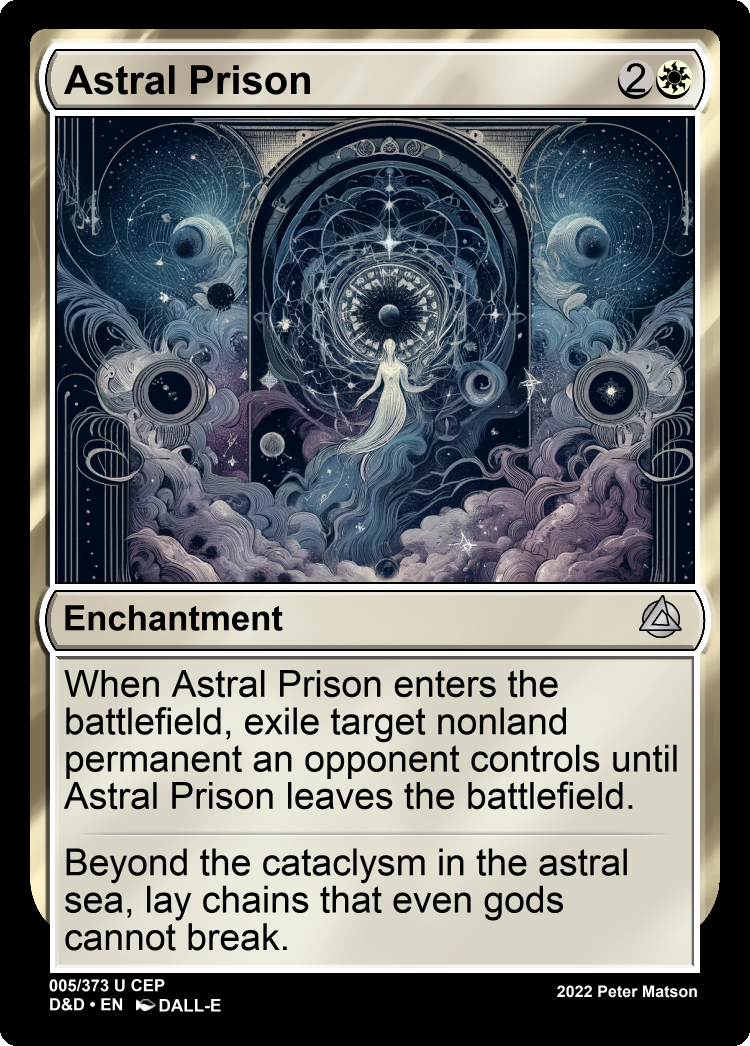 Astral Prison 2
Enchantment
When Astral Prison enters the
battlefield, exile target nonland
permanent an opponent controls until
Astral Prison leaves the battlefield.
Beyond the cataclysm in the astral
sea, lay chains that even gods
cannot break.
005/373 U CEP
D&D • EN DALL-E
2022 Peter Matson